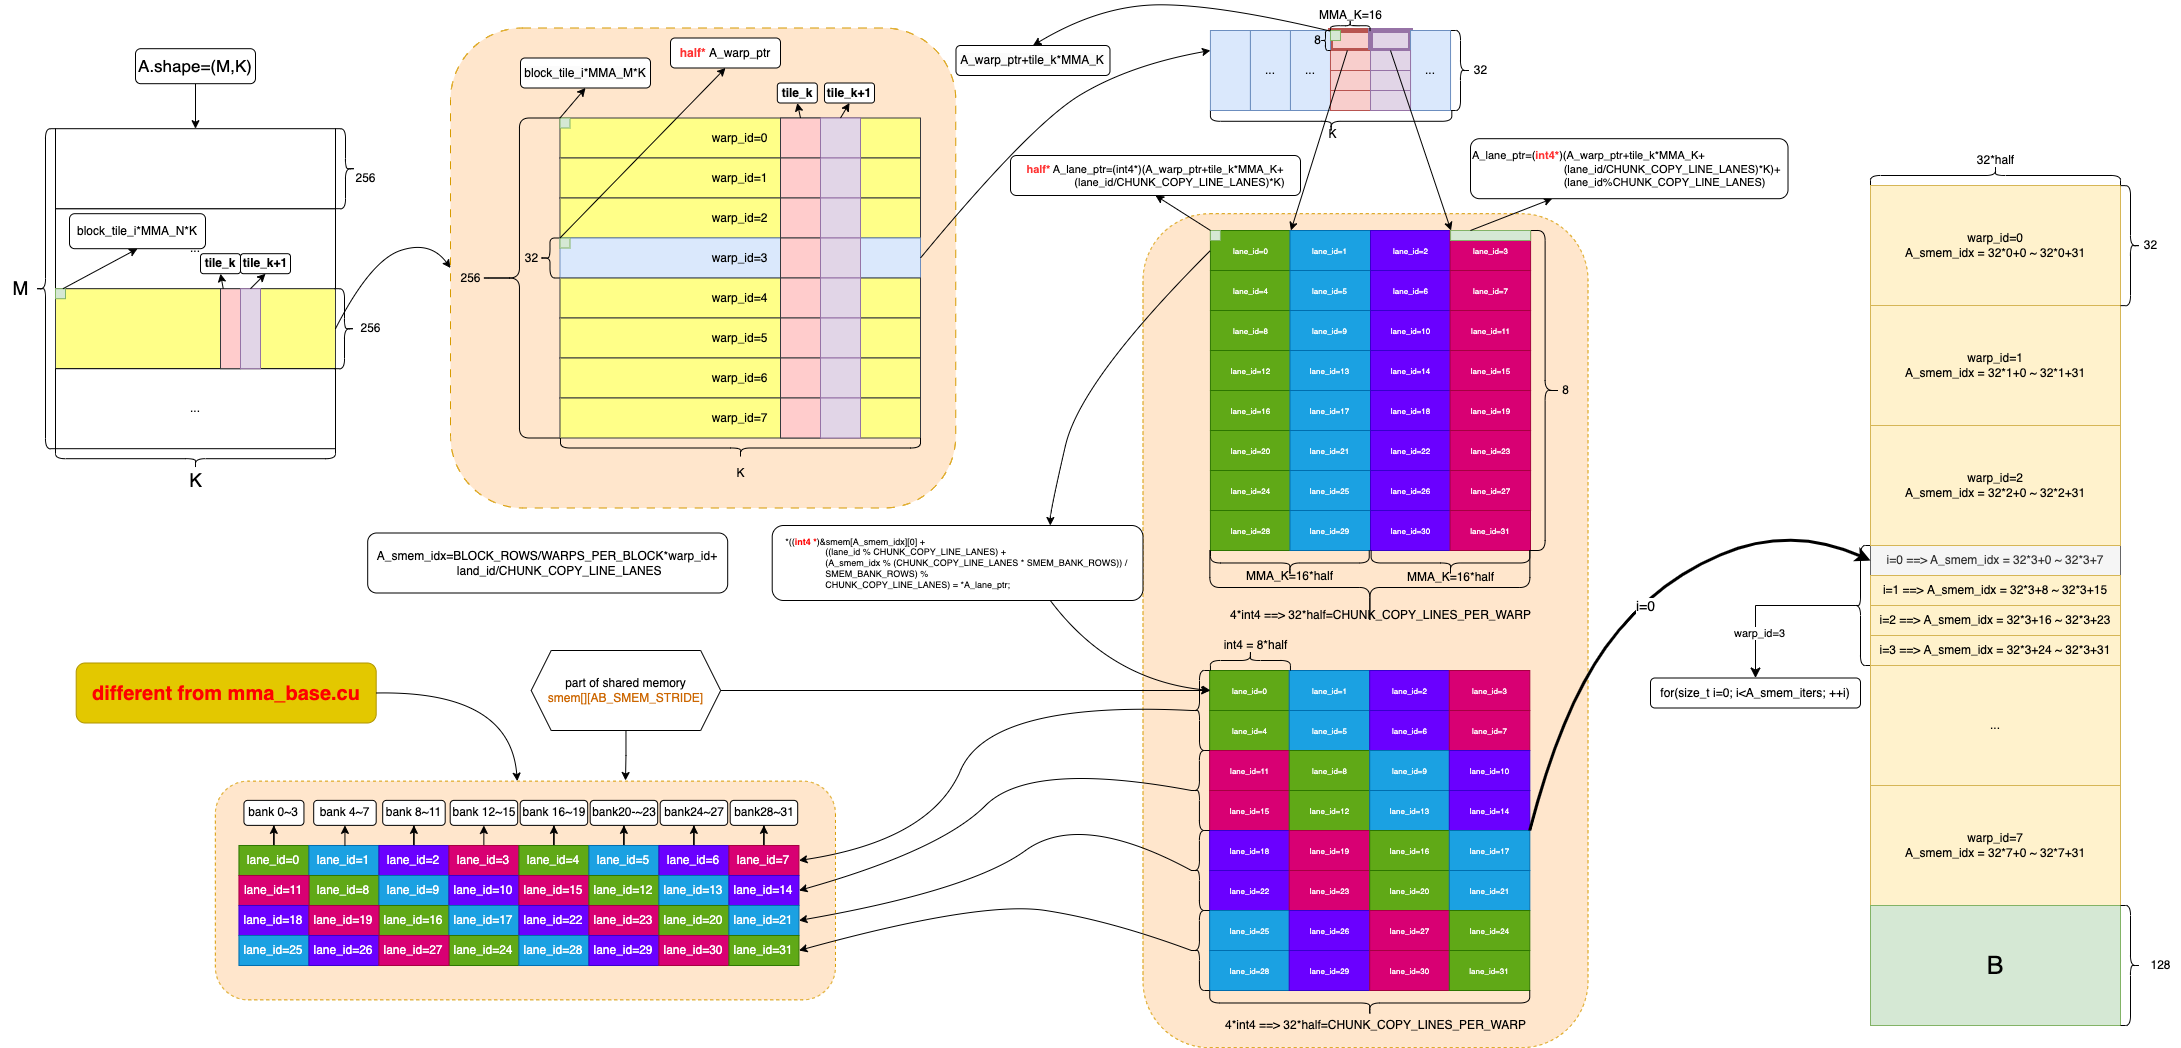 A.shape=(M,K)
256
block_tile_i*MMA_N*K
...
tile_k
tile_k+1
M
256
...
K
block_tile_i*MMA_M*K
half* A_warp_ptr
tile_k
tile_k+1
warp_id=0
warp_id=1
warp_id=2
32
warp_id=3
256
warp_id=4
warp_id=5
warp_id=6
warp_id=7
K
A_warp_ptr+tile_k*MMA_K
MMA_K=16
8
...
...
...
32
K
half* A_lane_ptr=(int4*)(A_warp_ptr+tile_k*MMA_K+
(lane_id/CHUNK_COPY_LINE_LANES)*K)
A_lane_ptr=(int4*)(A_warp_ptr+tile_k*MMA_K+
(lane_id/CHUNK_COPY_LINE_LANES)*K)+
(lane_id%CHUNK_COPY_LINE_LANES)
lane_id=0 lane_id=1 lane_id=2 lane_id=3
lane_id=4 lane_id=5 lane_id=6 lane_id=7
lane_id=8 lane_id=9 lane_id=10 lane_id=11
lane_id=12 lane_id=13 lane_id=14 lane_id=15
lane_id=16 lane_id=17 lane_id=18 lane_id=19
lane_id=20 lane_id=21 lane_id=22 lane_id=23
lane_id=24 lane_id=25 lane_id=26 lane_id=27
lane_id=28 lane_id=29 lane_id=30 lane_id=31
8
MMA_K=16*half
MMA_K=16*half
4*int4 ==> 32*half=CHUNK_COPY_LINES_PER_WARP
A_smem_idx=BLOCK_ROWS/WARPS_PER_BLOCK*warp_id+
land_id/CHUNK_COPY_LINE_LANES
*((int4 *)&smem[A_smem_idx][0] +
((lane_id % CHUNK_COPY_LINE_LANES) +
(A_smem_idx % (CHUNK_COPY_LINE_LANES * SMEM_BANK_ROWS)) /
SMEM_BANK_ROWS) %
CHUNK_COPY_LINE_LANES) = *A_lane_ptr;
different from mma_base.cu
part of shared memory
smem[][AB_SMEM_STRIDE]
bank 0~3 bank 4~7 bank 8~11 bank 12~15 bank 16~19 bank20-~23 bank24~27 bank28~31
lane_id=0 lane_id=1 lane_id=2 lane_id=3 lane_id=4 lane_id=5 lane_id=6 lane_id=7
lane_id=11 lane_id=8 lane_id=9 lane_id=10 lane_id=15 lane_id=12 lane_id=13 lane_id=14
lane_id=18 lane_id=19 lane_id=16 lane_id=17 lane_id=22 lane_id=23 lane_id=20 lane_id=21
lane_id=25 lane_id=26 lane_id=27 lane_id=24 lane_id=28 lane_id=29 lane_id=30 lane_id=31
int4 = 8*half
lane_id=0 lane_id=1 lane_id=2 lane_id=3
lane_id=4 lane_id=5 lane_id=6 lane_id=7
lane_id=11 lane_id=8 lane_id=9 lane_id=10
lane_id=15 lane_id=12 lane_id=13 lane_id=14
lane_id=18 lane_id=19 lane_id=16 lane_id=17
lane_id=22 lane_id=23 lane_id=20 lane_id=21
lane_id=25 lane_id=26 lane_id=27 lane_id=24
lane_id=28 lane_id=29 lane_id=30 lane_id=31
4*int4 ==> 32*half=CHUNK_COPY_LINES_PER_WARP
i=0
32*half
warp_id=0
A_smem_idx = 32*0+0 ~ 32*0+31
32
warp_id=1
A_smem_idx = 32*1+0 ~ 32*1+31
warp_id=2
A_smem_idx = 32*2+0 ~ 32*2+31
i=0 ==> A_smem_idx = 32*3+0 ~ 32*3+7
i=1 ==> A_smem_idx = 32*3+8 ~ 32*3+15
i=2 ==> A_smem_idx = 32*3+16 ~ 32*3+23
i=3 ==> A_smem_idx = 32*3+24 ~ 32*3+31
warp_id=3
for(size_t i=0; i<A_smem_iters; ++i)
...
warp_id=7
A_smem_idx = 32*7+0 ~ 32*7+31
B
128